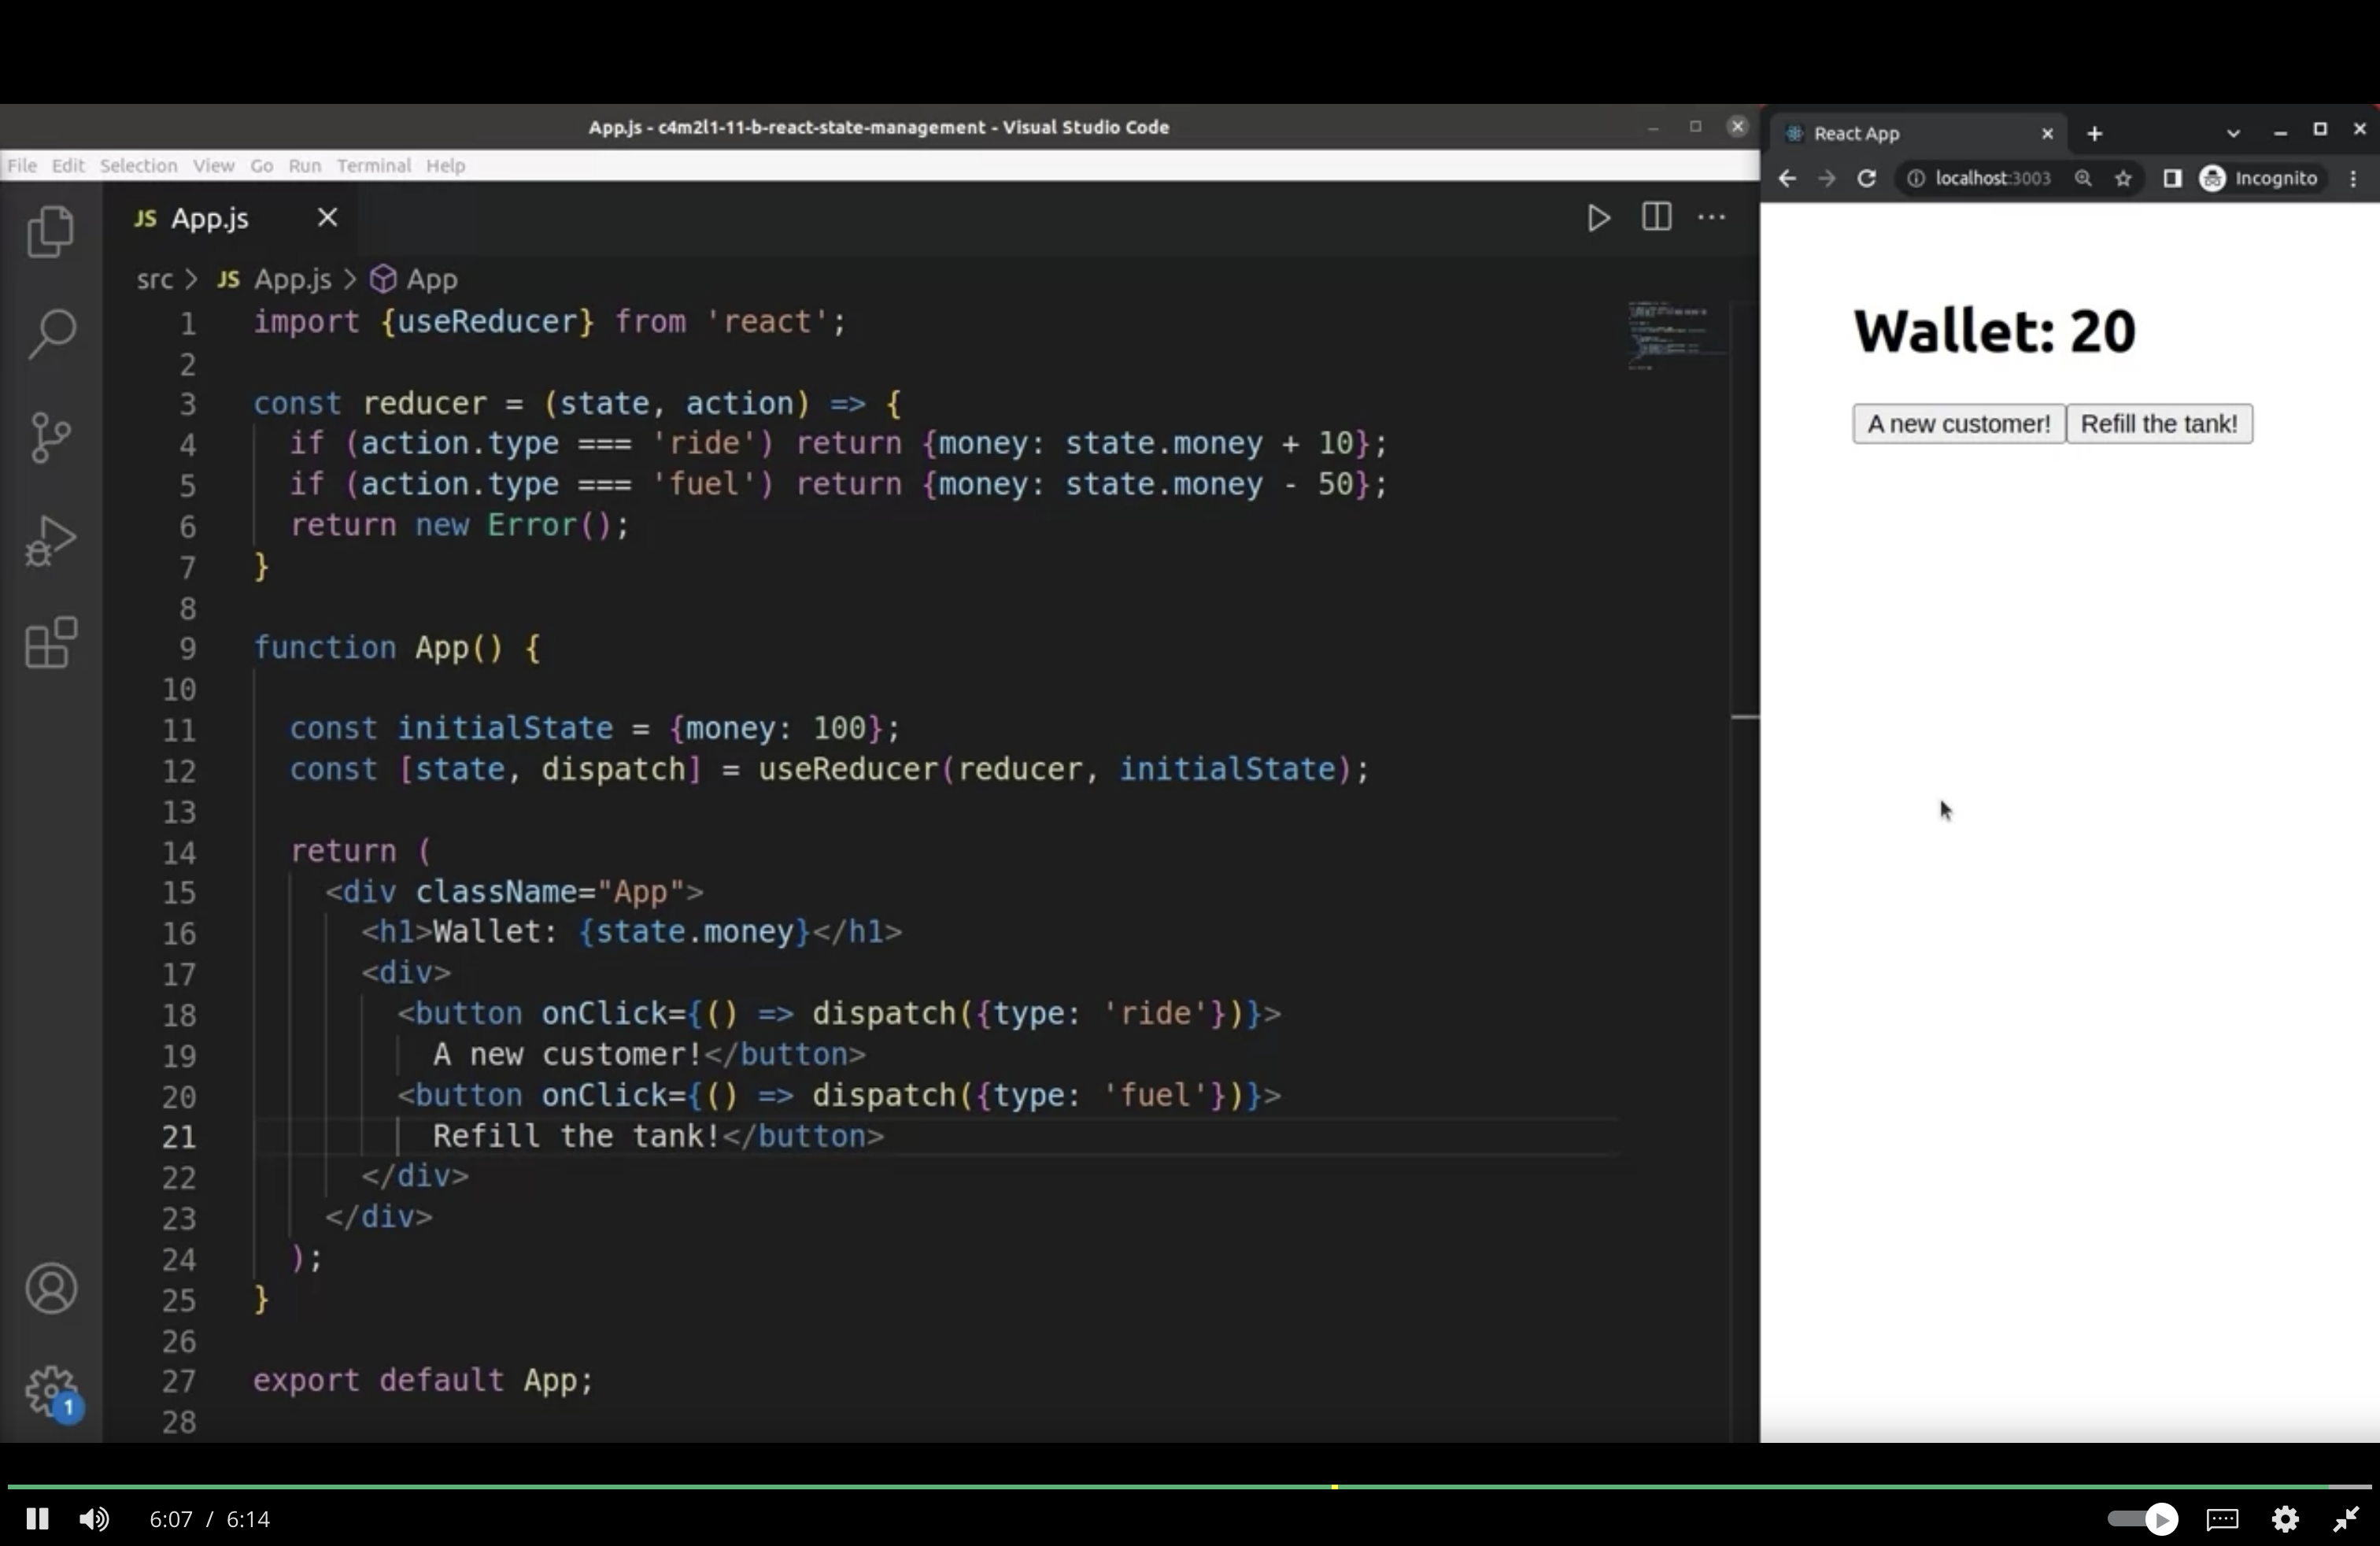 App.js - c4m2l1-11-b-react-state-management - Visual Studio Code
File Edit Selection View Go Run Terminal Help
JS App.js
src > JS App.js > App
1 import {useReducer} from 'react';
2
3 const reducer = (state, action) => {
4 if (action.type === 'ride') return {money: state.money + 10};
5 if (action.type === 'fuel') return {money: state.money - 50};
6 return new Error();
7 }
8
9 function App() {
10
11 const initialState = {money: 100};
12 const [state, dispatch] = useReducer(reducer, initialState);
13
14 return (
15 <div className="App">
16 <h1>Wallet: {state.money}</h1>
17 <div>
18 <button onClick={() => dispatch({type: 'ride'})}>
19 A new customer!</button>
20 <button onClick={() => dispatch({type: 'fuel'})}>
21 Refill the tank!</button>
22 </div>
23 </div>
24 );
25 }
26
27 export default App;
28
1
React App
localhost:3003 Incognito
Wallet: 20
A new customer! Refill the tank!
6:07 / 6:14